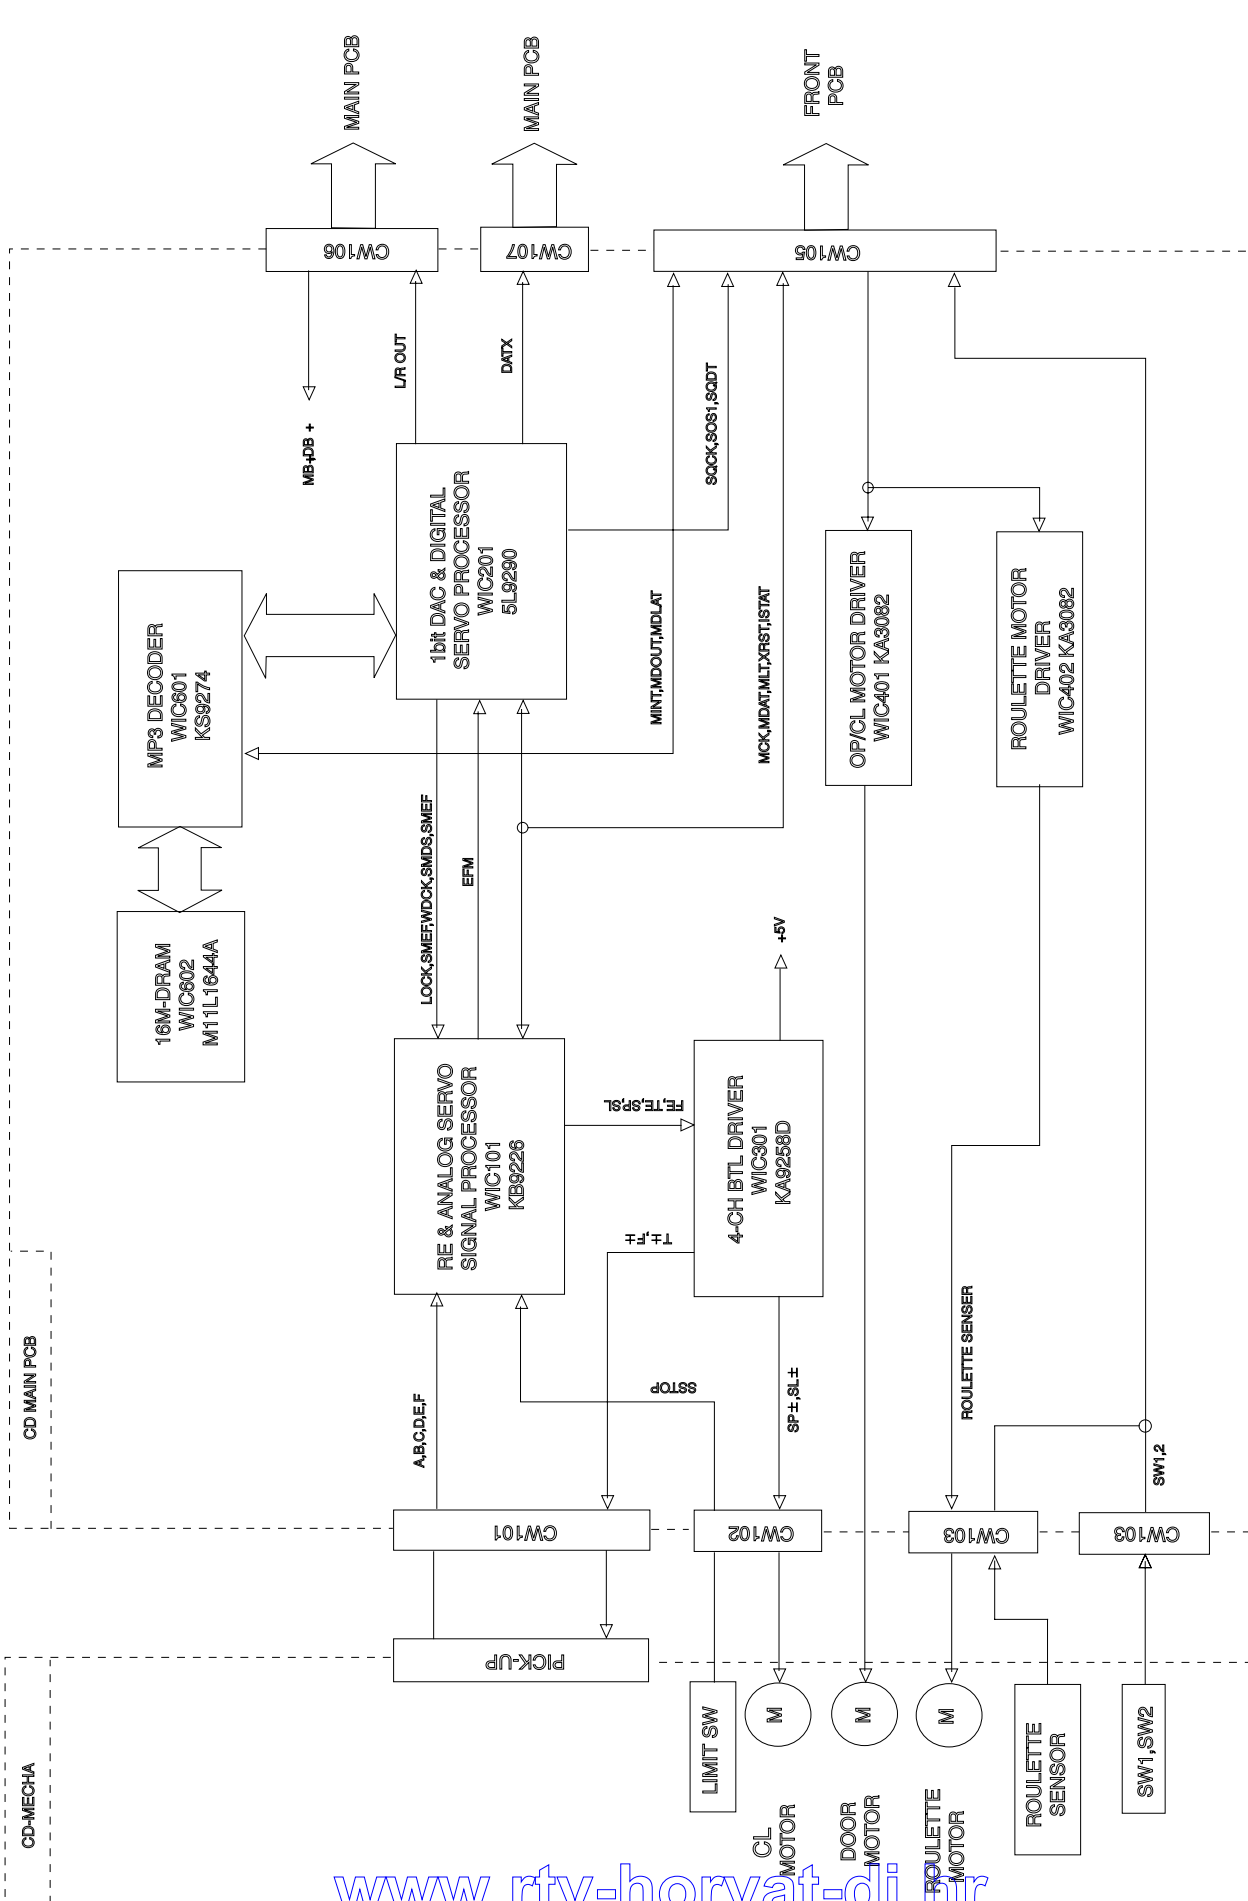 MAIN PCB
MAIN PCB
FRONT
PCB
CW106
CW107
CW105
MB+DB +
L/R OUT
DATX
SQCK,SOS1,SQDT
MINT,MDOUT,MDLAT
MCK,MDAT,MLT,XRST,ISTAT
MP3 DECODER
WIC601
KS9274
1bit DAC & DIGITAL
SERVO PROCESSOR
WIC201
5L9290
OP/CL MOTOR DRIVER
WIC401 KA3082
ROULETTE MOTOR
DRIVER
WIC402 KA3082
16M-DRAM
WIC602
M11L1644A
LOCK,SMEF,WDCK,SMDS,SMEF
EFM
+5V
RE & ANALOG SERVO
SIGNAL PROCESSOR
WIC101
KB9226
FE,TE,SP,SL
T±,F±
4-CH BTL DRIVER
WIC301
KA9258D
CD MAIN PCB
A,B,C,D,E,F
SSTOP
SP±,SL±
ROULETTE SENSER
SW1,2
CW101
CW102
CW103
CW103
CD-MECHA
PICK-UP
LIMIT SW
M
M
M
CL
MOTOR
DOOR
MOTOR
ROULETTE
MOTOR
ROULETTE
SENSOR
SW1,SW2
www.rtv-horvat-dj.hr